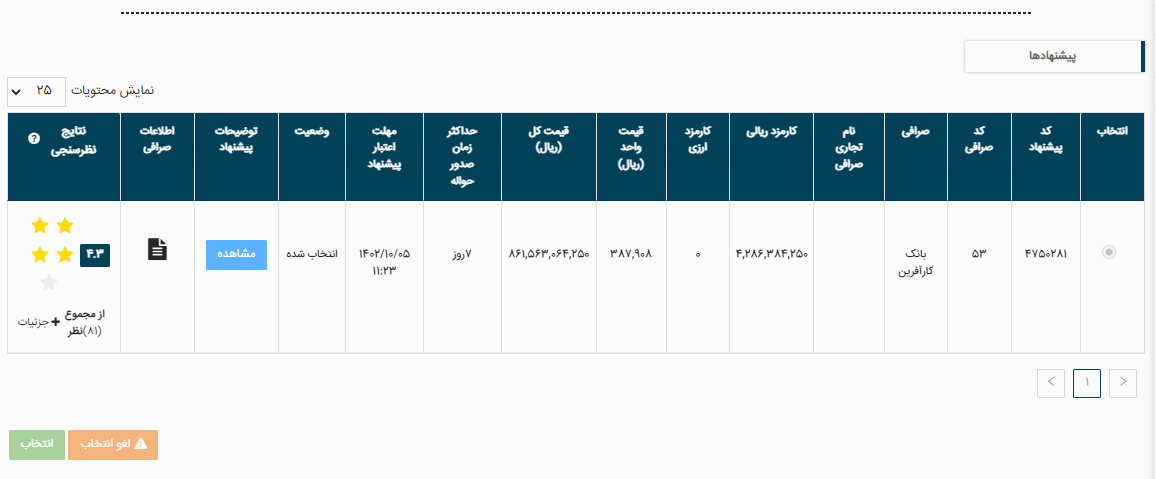 پیشنهادها
نمایش محتویات ۲۵
انتخاب
کد پیشنهاد
کد صرافی
صرافی
نام تجاری صرافی
کارمزد ریالی
کارمزد ارزی
قیمت واحد (ریال)
قیمت کل (ریال)
حداکثر زمان صدور حواله
مهلت اعتبار پیشنهاد
وضعیت
توضیحات پیشنهاد
اطلاعات صرافی
نتایج نظرسنجی
۴۷۵۰۲۸۱
۵۳
بانک کارآفرین
۴,۲۸۶,۳۸۴,۲۵۰
۰
۳۸۷,۹۰۸
۸۶۱,۵۶۳,۰۶۴,۲۵۰
۷روز
۱۴۰۲/۱۰/۰۵
۱۱:۲۳
انتخاب شده
مشاهده
۴.۳
از مجموع (۸۱)نظر
+ جزئیات
< ۱ >
لغو انتخاب
انتخاب